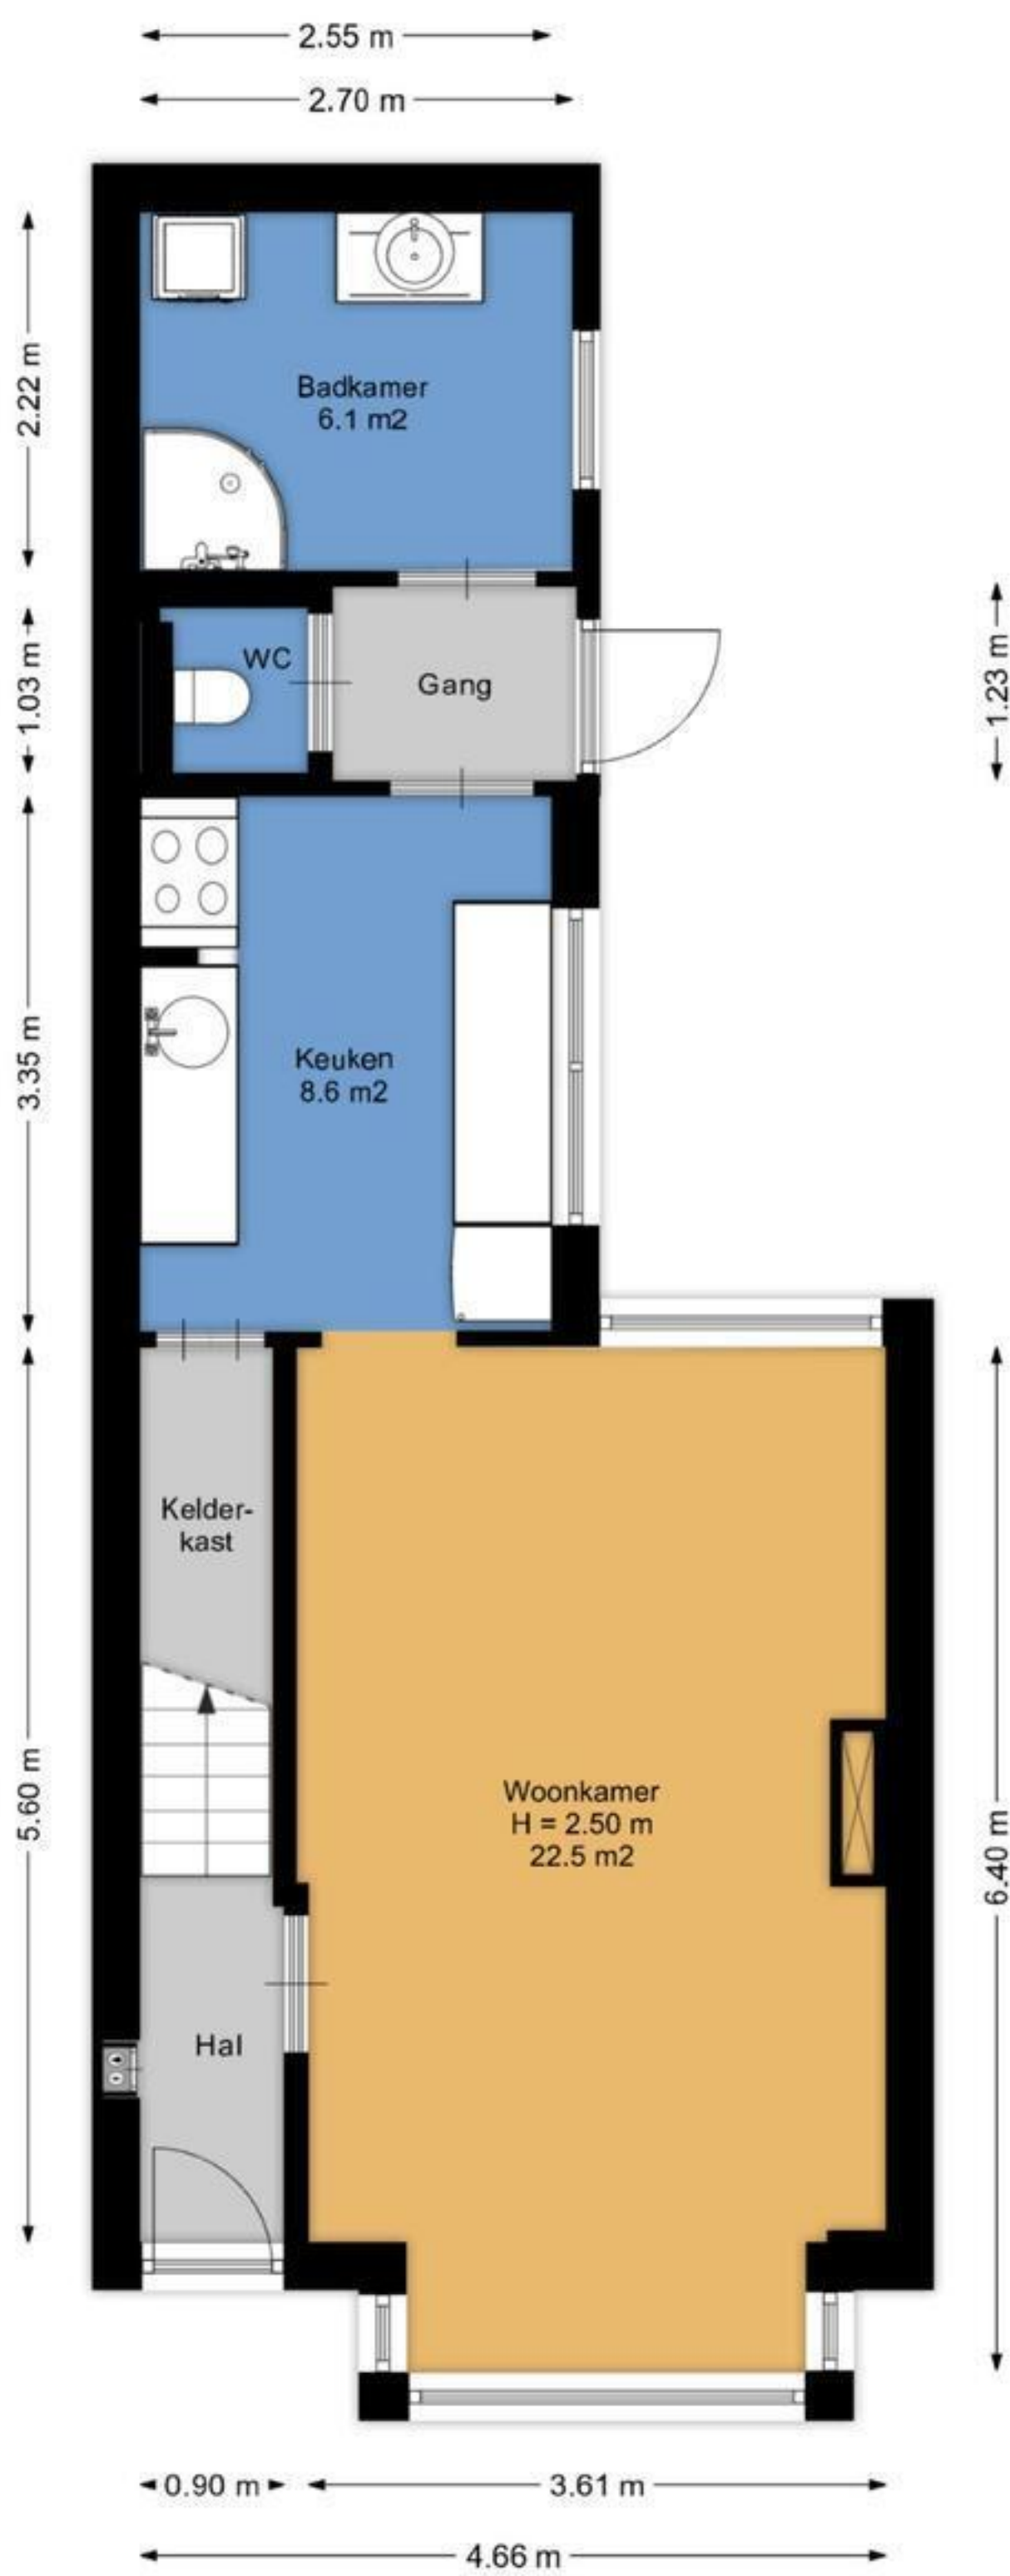 2.55 m
2.70 m
2.22 m
Badkamer
6.1 m2
1.03 m
WC
Gang
1.23 m
3.35 m
Keuken
8.6 m2
Kelder-
kast
5.60 m
Woonkamer
H = 2.50 m
22.5 m2
6.40 m
Hal
0.90 m
3.61 m
4.66 m